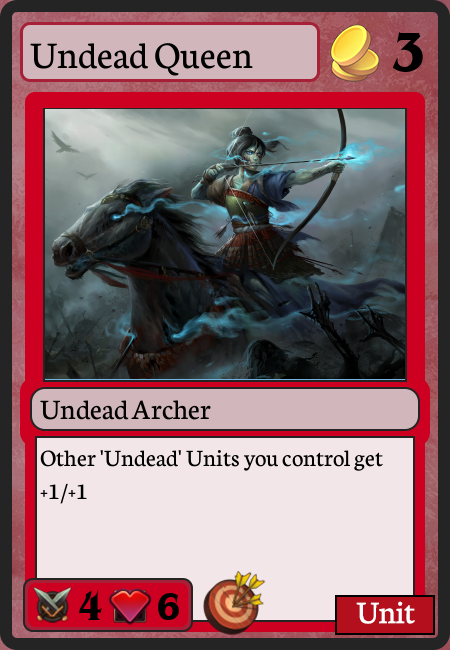 Undead Queen
3
Undead Archer
Other 'Undead' Units you control get
+1/+1
4 6
Unit